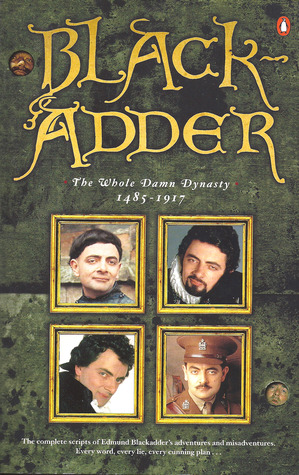 BLACK-
ADDER
The Whole Damn Dynasty
1485-1917
The complete scripts of Edmund Blackadder's adventures and misadventures.
Every word, every lie, every cunning plan . . .